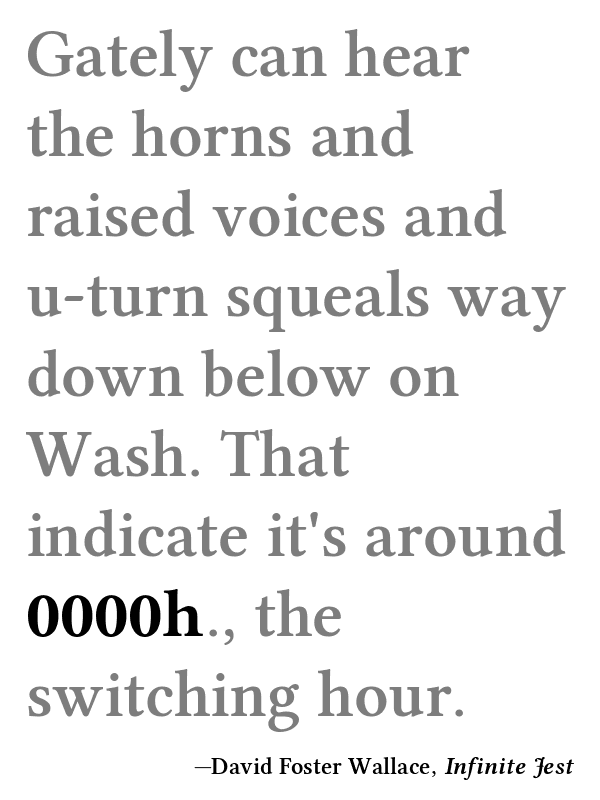 Gately can hear
the horns and
raised voices and
u-turn squeals way
down below on
Wash. That
indicate it's around
0000h., the
switching hour.
—David Foster Wallace, Infinite Jest